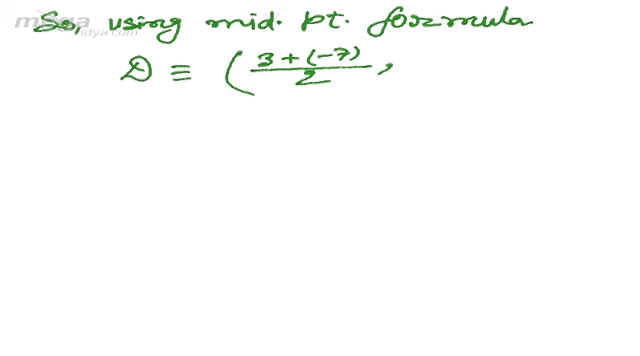 So, using mid. pt. formula
D ≡ ( 3 + (-7) / 2 ,